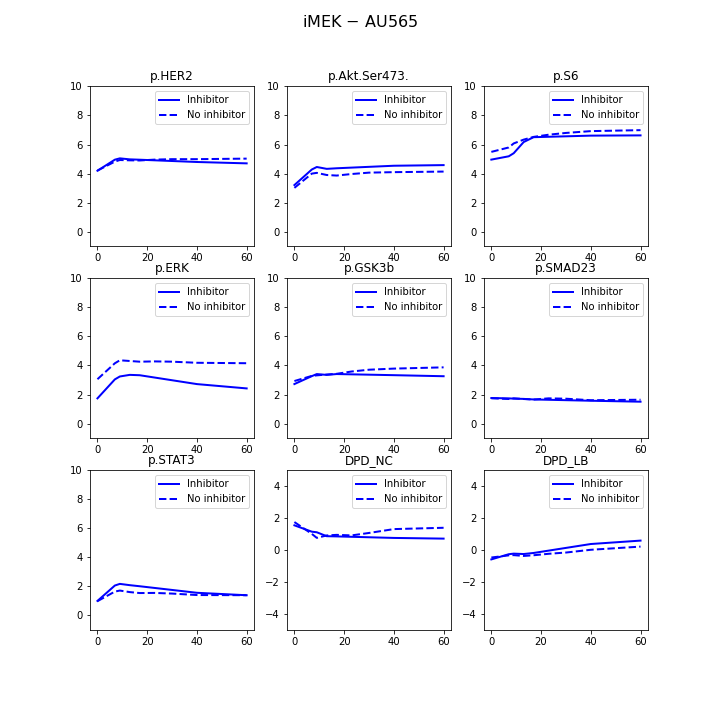 iMEK − AU565
p.HER2
p.Akt.Ser473.
p.S6
10
8
6
4
2
0
0 20 40 60
Inhibitor
No inhibitor
10
8
6
4
2
0
0 20 40 60
Inhibitor
No inhibitor
10
8
6
4
2
0
0 20 40 60
Inhibitor
No inhibitor
p.ERK
p.GSK3b
p.SMAD23
10
8
6
4
2
0
0 20 40 60
Inhibitor
No inhibitor
10
8
6
4
2
0
0 20 40 60
Inhibitor
No inhibitor
10
8
6
4
2
0
0 20 40 60
Inhibitor
No inhibitor
p.STAT3
DPD_NC
DPD_LB
10
8
6
4
2
0
0 20 40 60
Inhibitor
No inhibitor
4
2
0
−2
−4
0 20 40 60
Inhibitor
No inhibitor
4
2
0
−2
−4
0 20 40 60
Inhibitor
No inhibitor